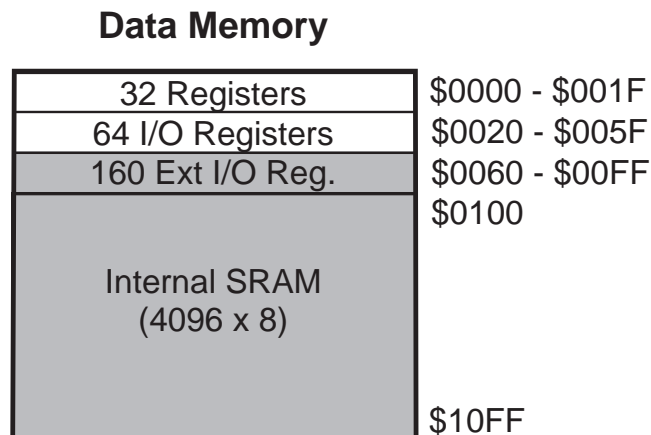 Data Memory
32 Registers $0000 - $001F
64 I/O Registers $0020 - $005F
160 Ext I/O Reg. $0060 - $00FF
$0100
Internal SRAM
(4096 x 8)
$10FF